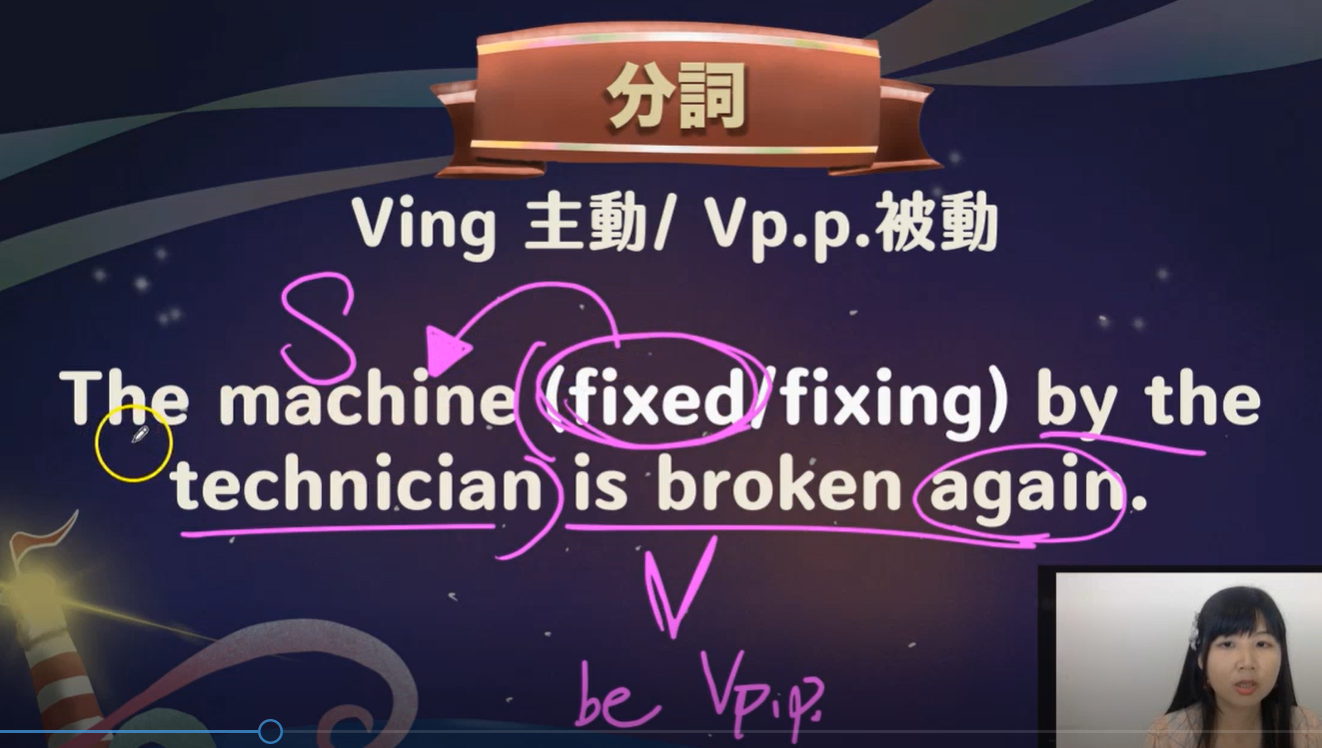 分詞
Ving 主動/ Vp.p.被動
S
The machine (fixed/fixing) by the
technician is broken again.
V
be Vp.p.